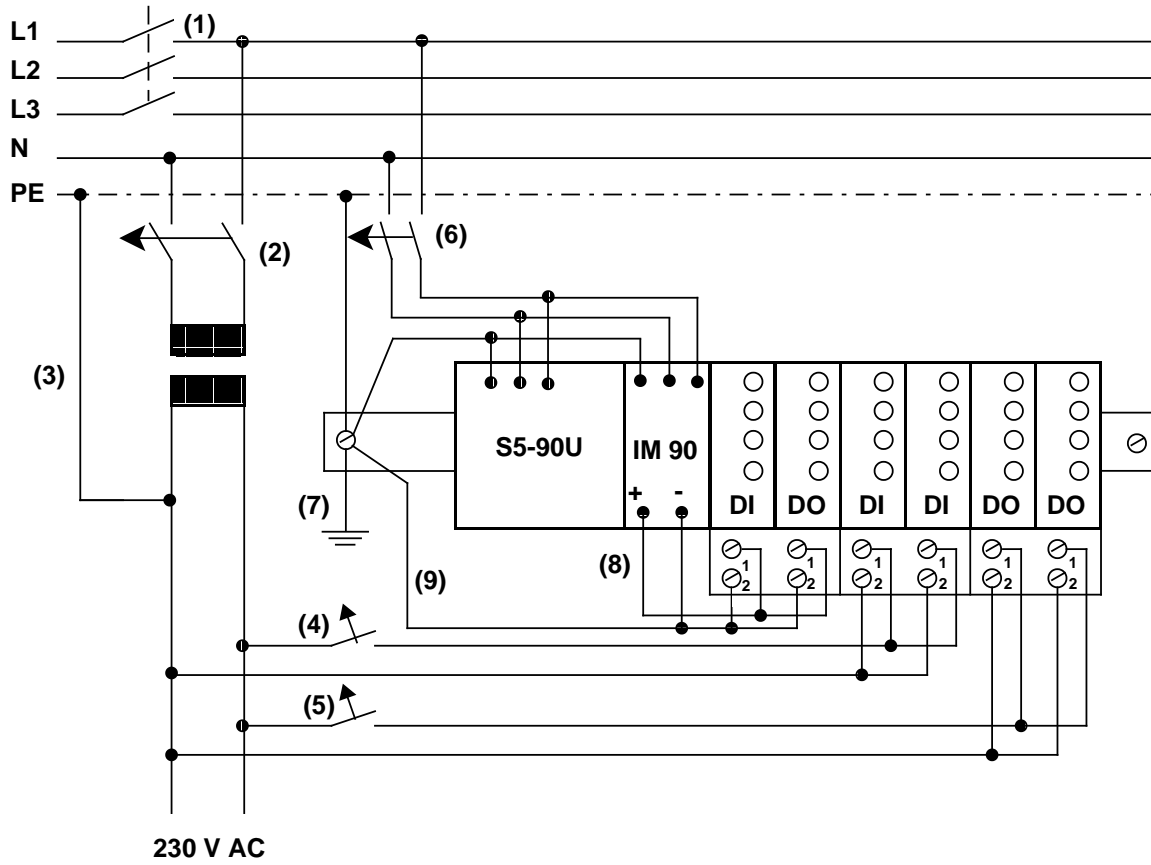 L1
(1)
L2
L3
N
PE
(2)
(6)
(3)
S5-90U
IM 90
+ -
DI DO DI DI DO DO
(7)
(8)
(9)
1 1 1 1 1 1
2 2 2 2 2 2
(4)
(5)
230 V AC